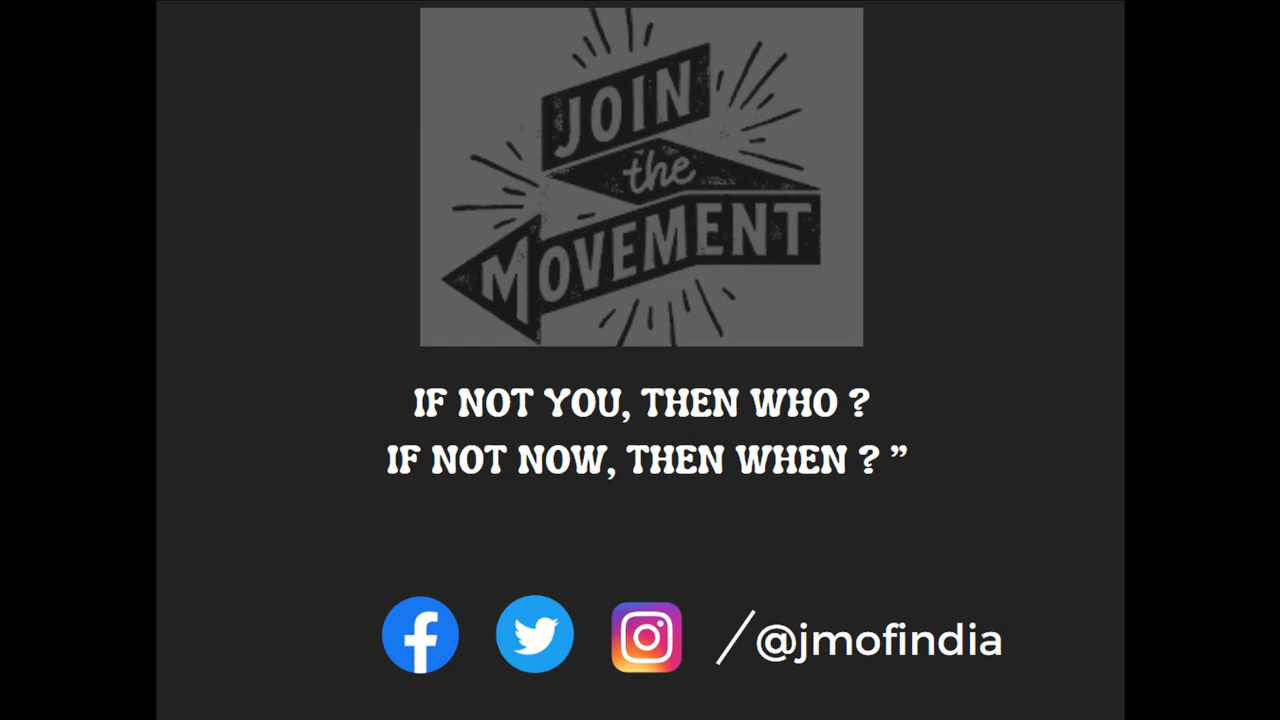 JOIN
the
MOVEMENT
IF NOT YOU, THEN WHO ?
IF NOT NOW, THEN WHEN ? ”
/@jmofindia